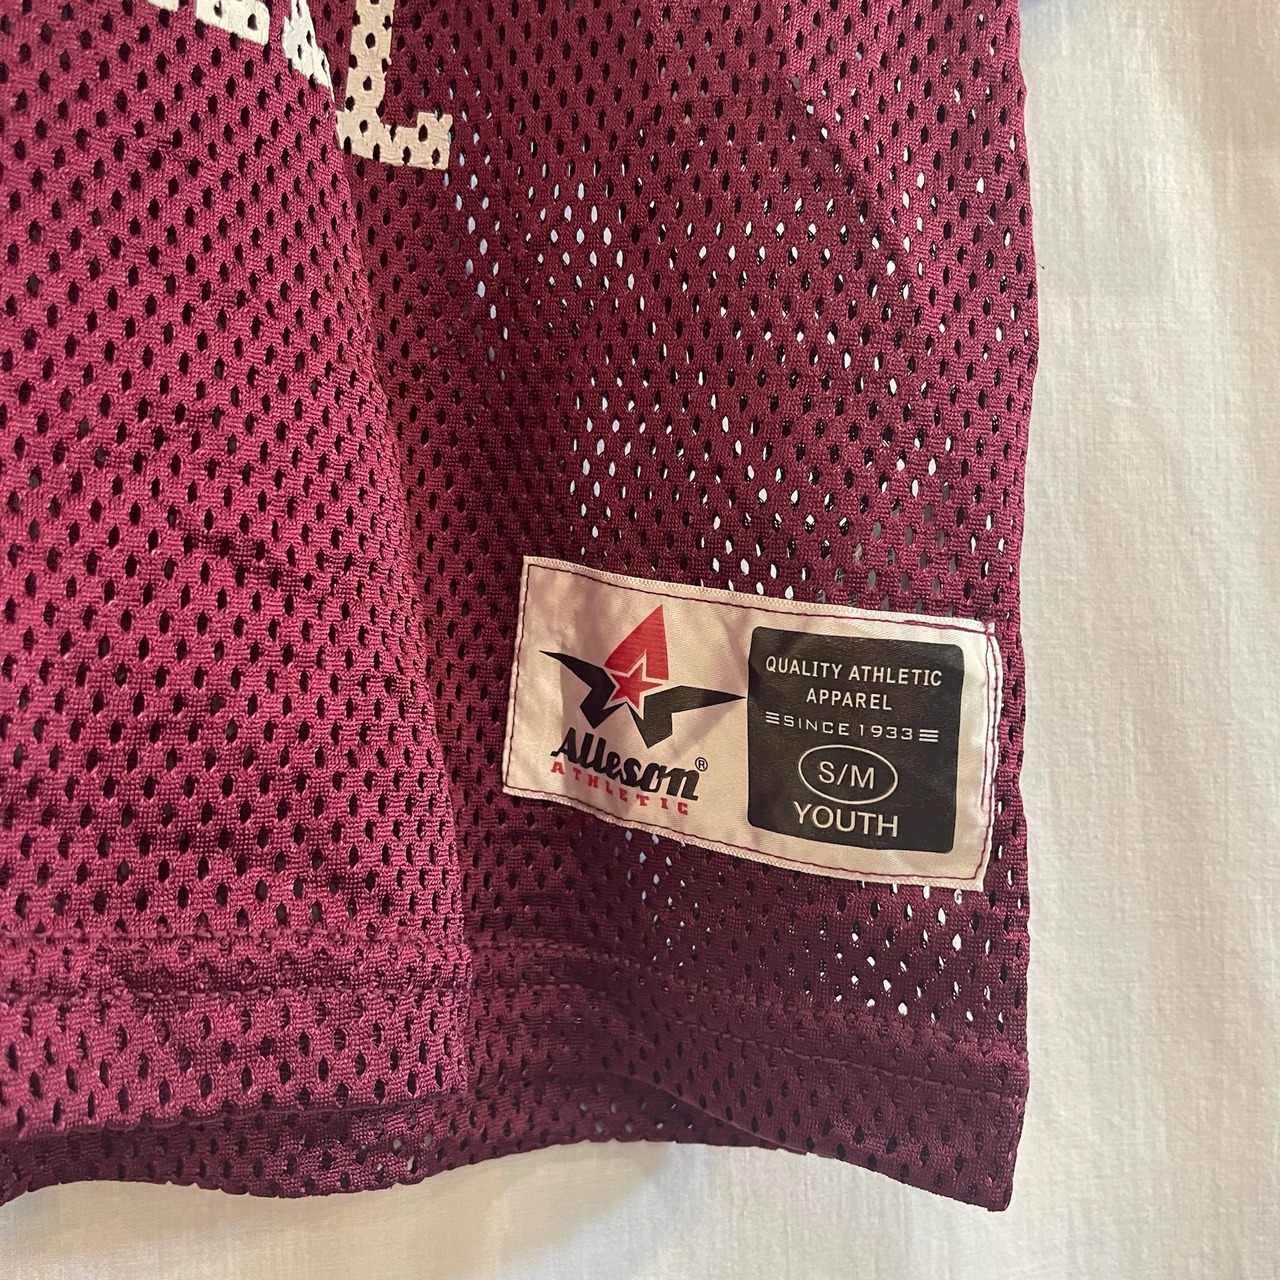 Alleson®
ATHLETIC
QUALITY ATHLETIC
APPAREL
SINCE 1933
S/M
YOUTH